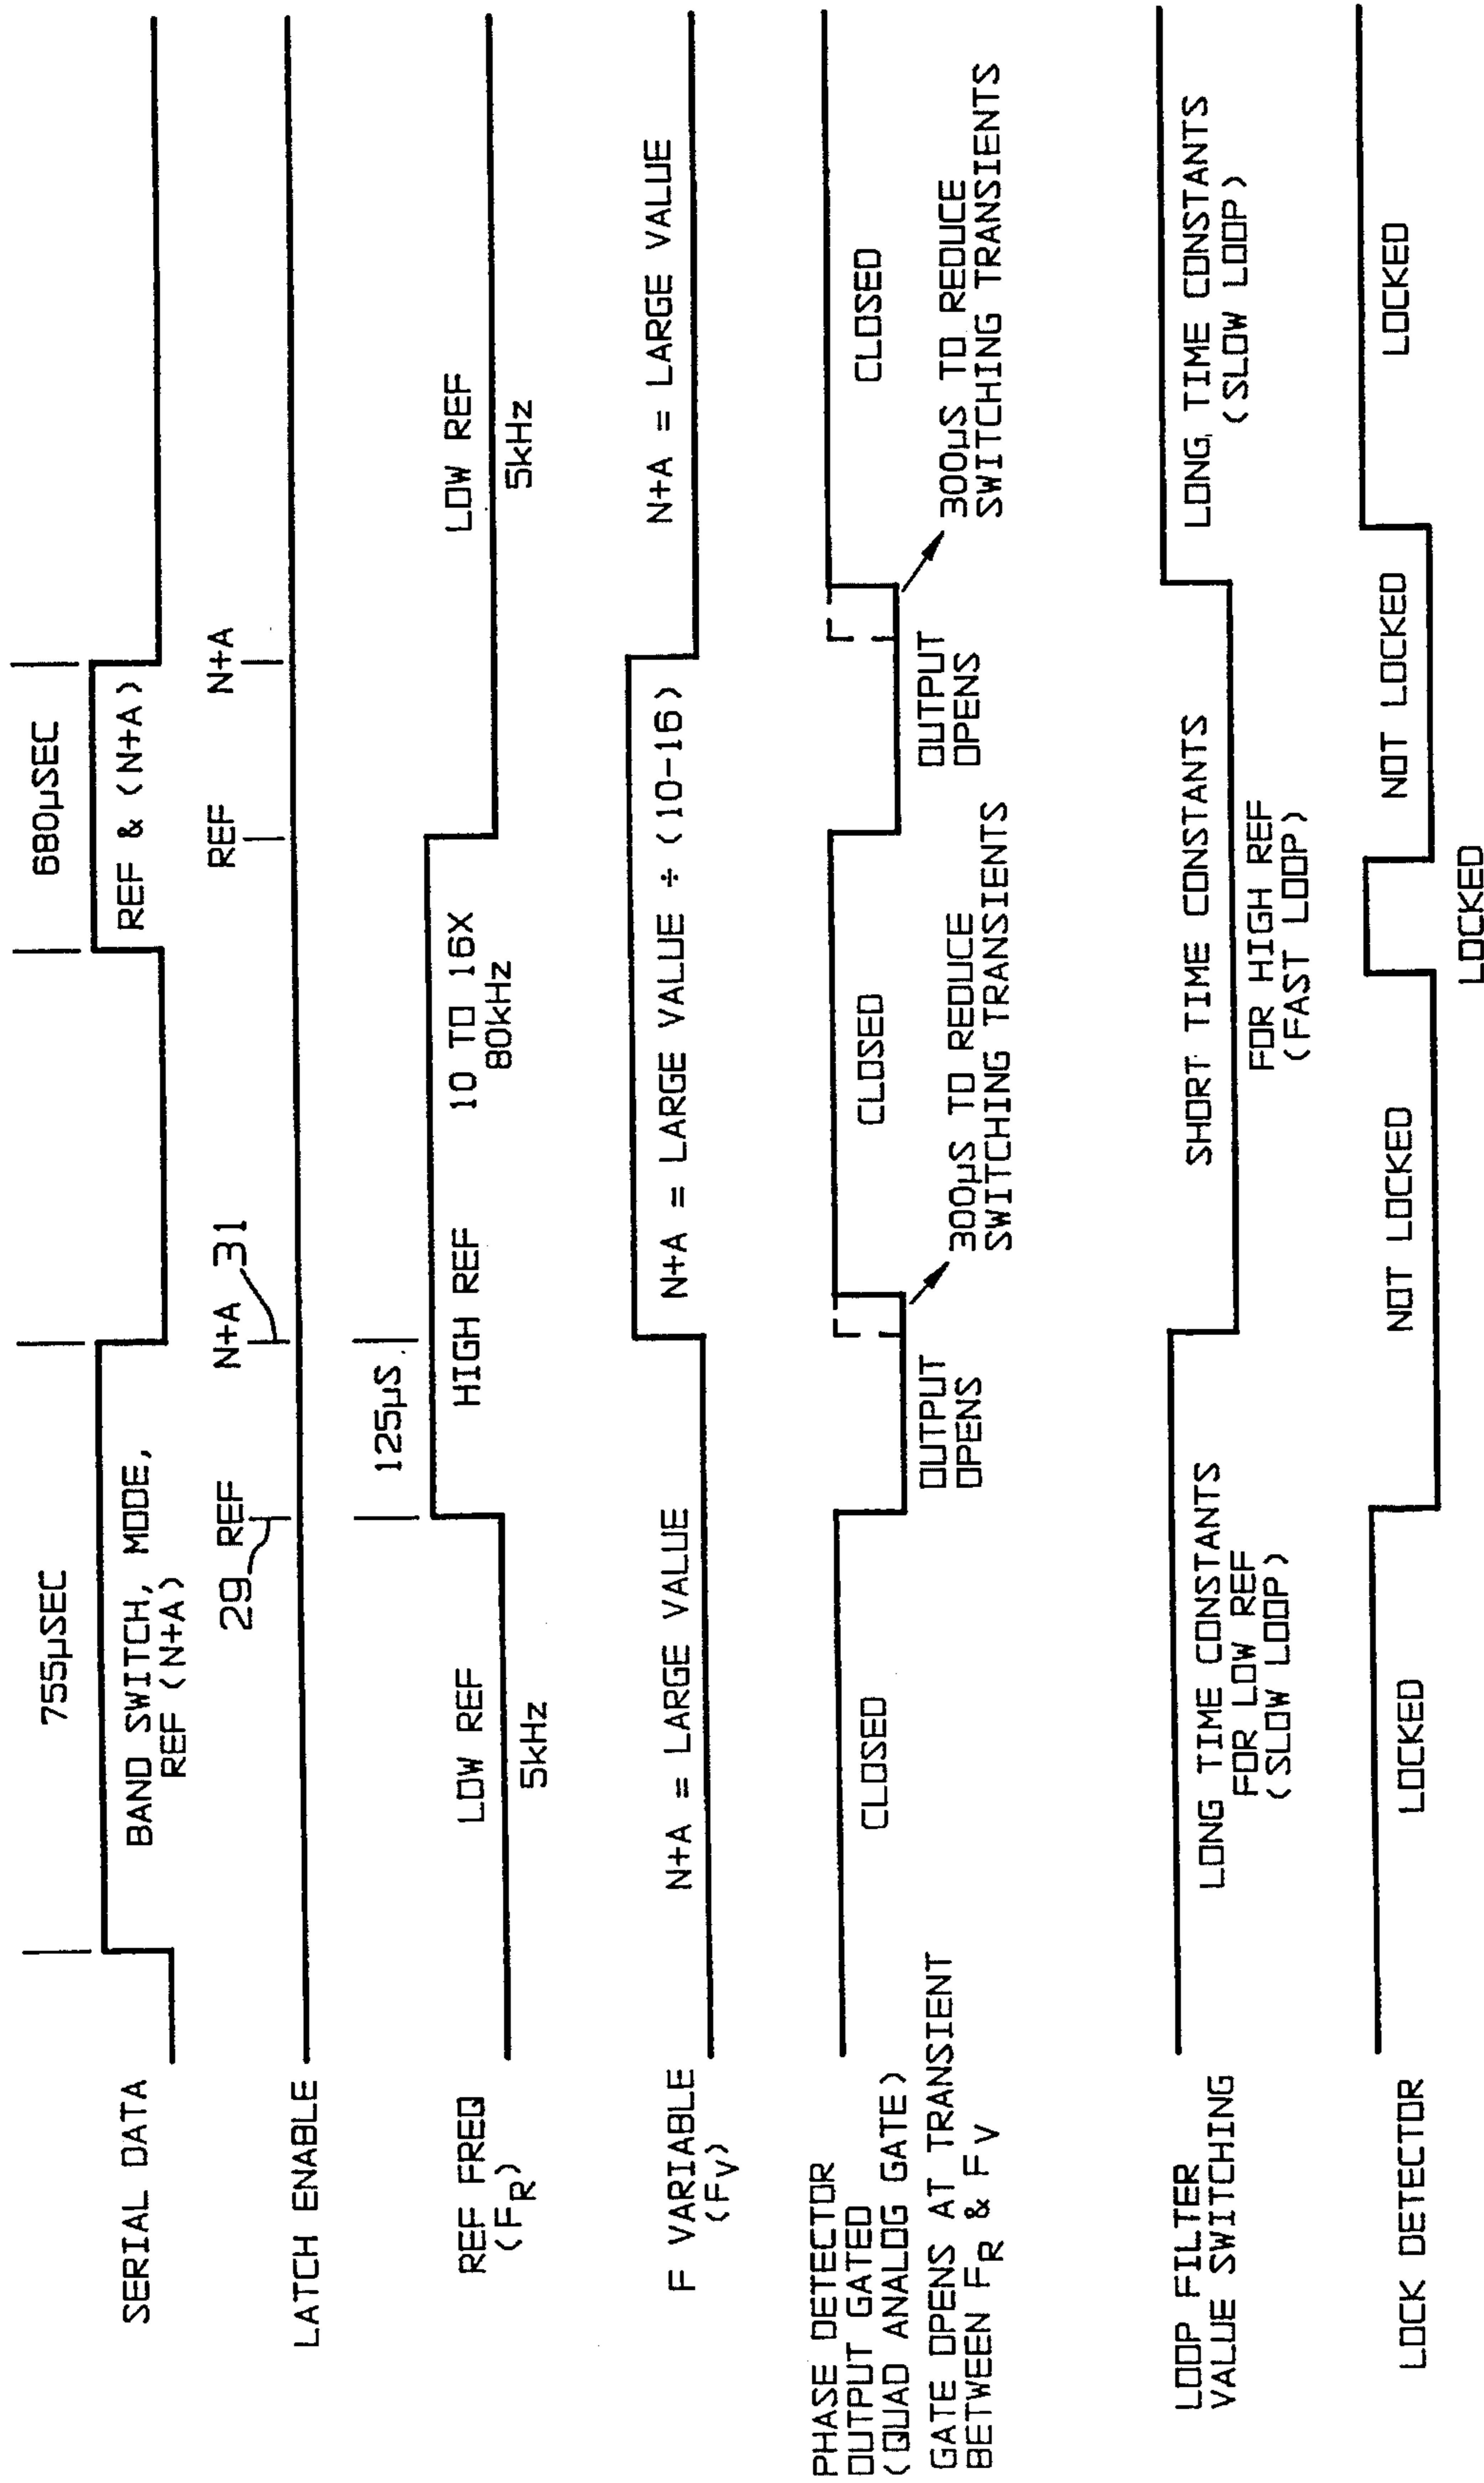 SERIAL DATA
755µSEC
BAND SWITCH, MODE,
REF (N+A)
680µSEC
REF & (N+A)
LATCH ENABLE
29 REF
N+A 31
REF
N+A
REF FREQ
(FR)
LOW REF
5kHz
125µS.
HIGH REF
10 TO 16X
80kHz
LOW REF
5kHz
F VARIABLE
(FV)
N+A = LARGE VALUE
N+A = LARGE VALUE ÷ (10-16)
N+A = LARGE VALUE
PHASE DETECTOR
OUTPUT GATED
(QUAD ANALOG GATE)
GATE OPENS AT TRANSIENT
BETWEEN FR & FV
CLOSED
OUTPUT
OPENS
300µS TO REDUCE
SWITCHING TRANSIENTS
CLOSED
OUTPUT
OPENS
300µS TO REDUCE
SWITCHING TRANSIENTS
CLOSED
LOOP FILTER
VALUE SWITCHING
LONG TIME CONSTANTS
FOR LOW REF
(SLOW LOOP)
SHORT TIME CONSTANTS
FOR HIGH REF
(FAST LOOP)
LONG TIME CONSTANTS
(SLOW LOOP)
LOCK DETECTOR
LOCKED
NOT LOCKED
LOCKED
NOT LOCKED
LOCKED